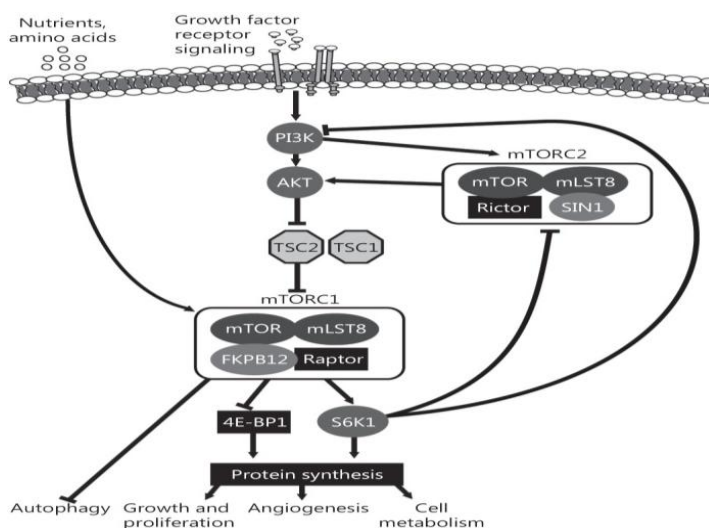 Nutrients,
amino acids
Growth factor
receptor
signaling
PI3K
mTORC2
AKT
mTOR
mLST8
Rictor
SIN1
TSC2
TSC1
mTORC1
mTOR
mLST8
FKPB12
Raptor
4E-BP1
S6K1
Protein synthesis
Autophagy
Growth and
proliferation
Angiogenesis
Cell
metabolism